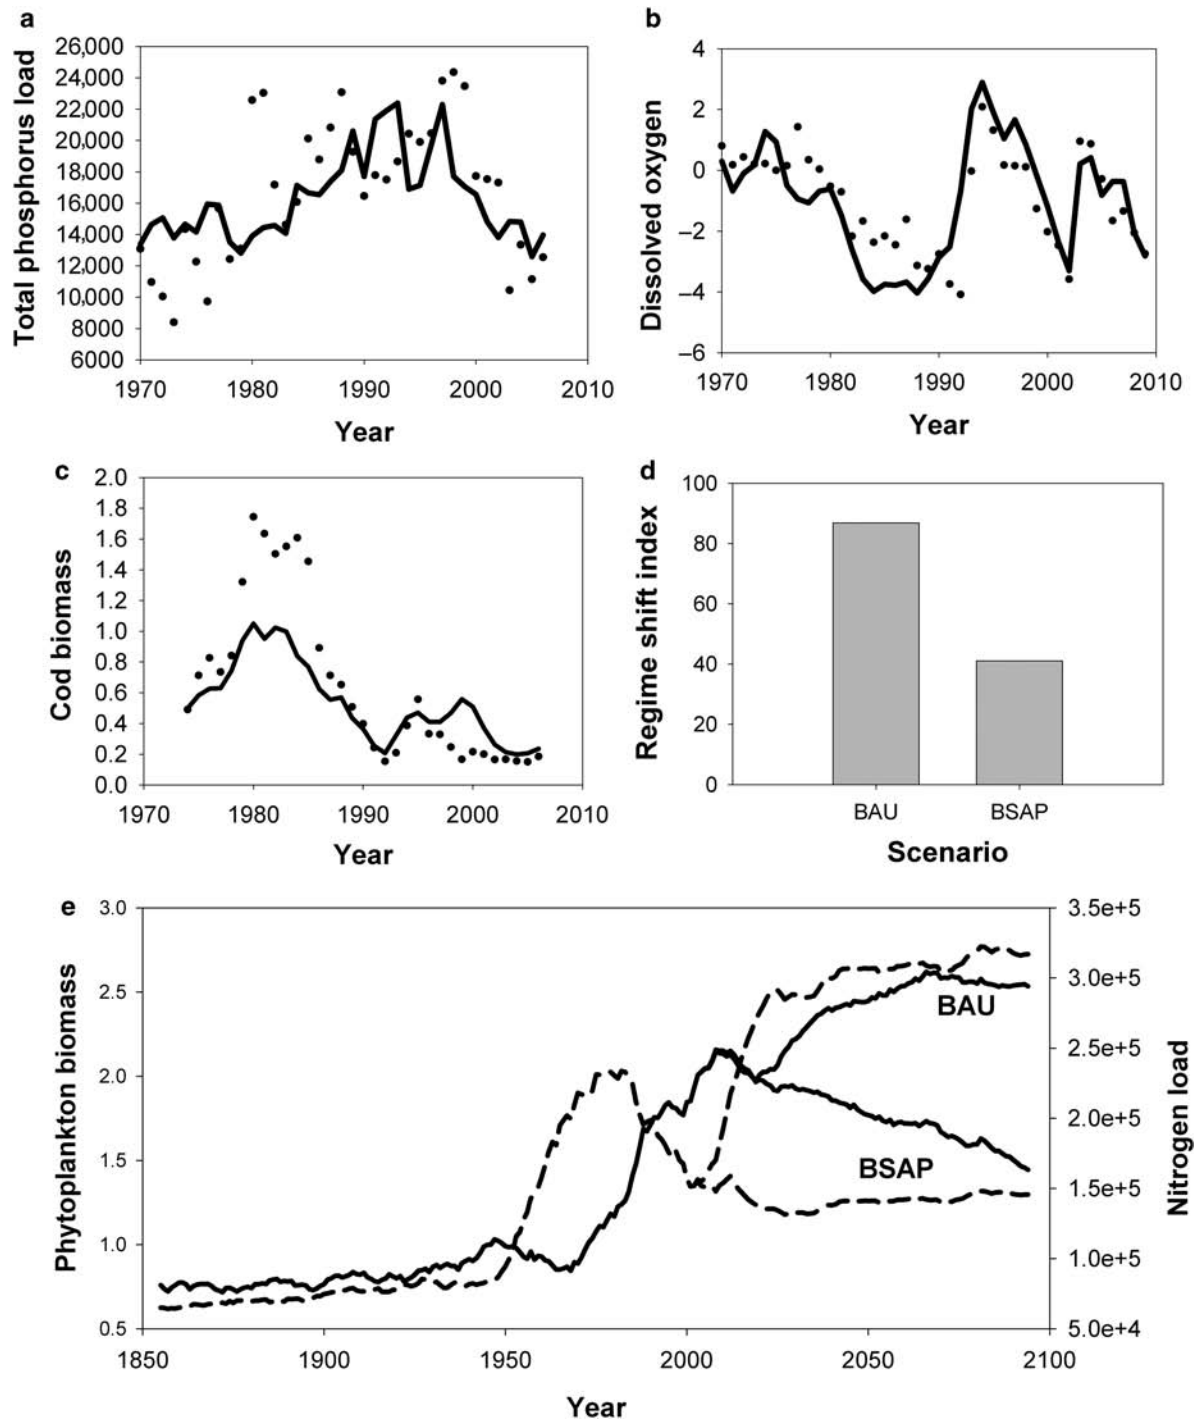 a
Total phosphorus load
26,000
24,000
22,000
20,000
18,000
16,000
14,000
12,000
10,000
8000
6000
1970 1980 1990 2000 2010
Year
b
Dissolved oxygen
4
2
0
–2
–4
–6
1970 1980 1990 2000 2010
Year
c
Cod biomass
2.0
1.8
1.6
1.4
1.2
1.0
0.8
0.6
0.4
0.2
0.0
1970 1980 1990 2000 2010
Year
d
Regime shift index
100
80
60
40
20
0
BAU BSAP
Scenario
e
Phytoplankton biomass
3.0
2.5
2.0
1.5
1.0
0.5
BAU
BSAP
3.5e+5
3.0e+5
2.5e+5
2.0e+5
1.5e+5
1.0e+5
5.0e+4
Nitrogen load
1850 1900 1950 2000 2050 2100
Year